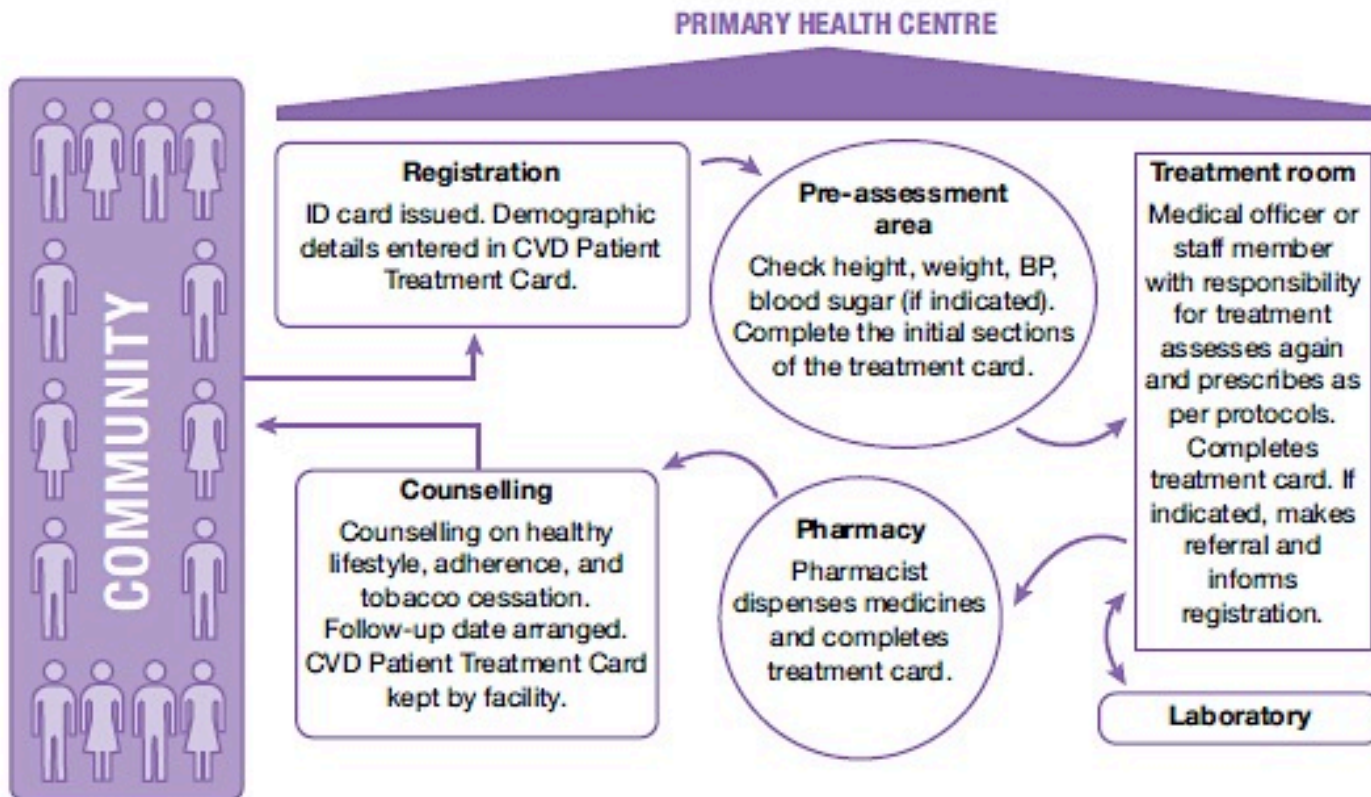 PRIMARY HEALTH CENTRE
COMMUNITY
Registration
ID card issued. Demographic
details entered in CVD Patient
Treatment Card.
Pre-assessment
area
Check height, weight, BP,
blood sugar (if indicated).
Complete the initial sections
of the treatment card.
Treatment room
Medical officer or
staff member
with responsibility
for treatment
assesses again
and prescribes as
per protocols.
Completes
treatment card. If
indicated, makes
referral and
informs
registration.
Laboratory
Pharmacy
Pharmacist
dispenses medicines
and completes
treatment card.
Counselling
Counselling on healthy
lifestyle, adherence, and
tobacco cessation.
Follow-up date arranged.
CVD Patient Treatment Card
kept by facility.